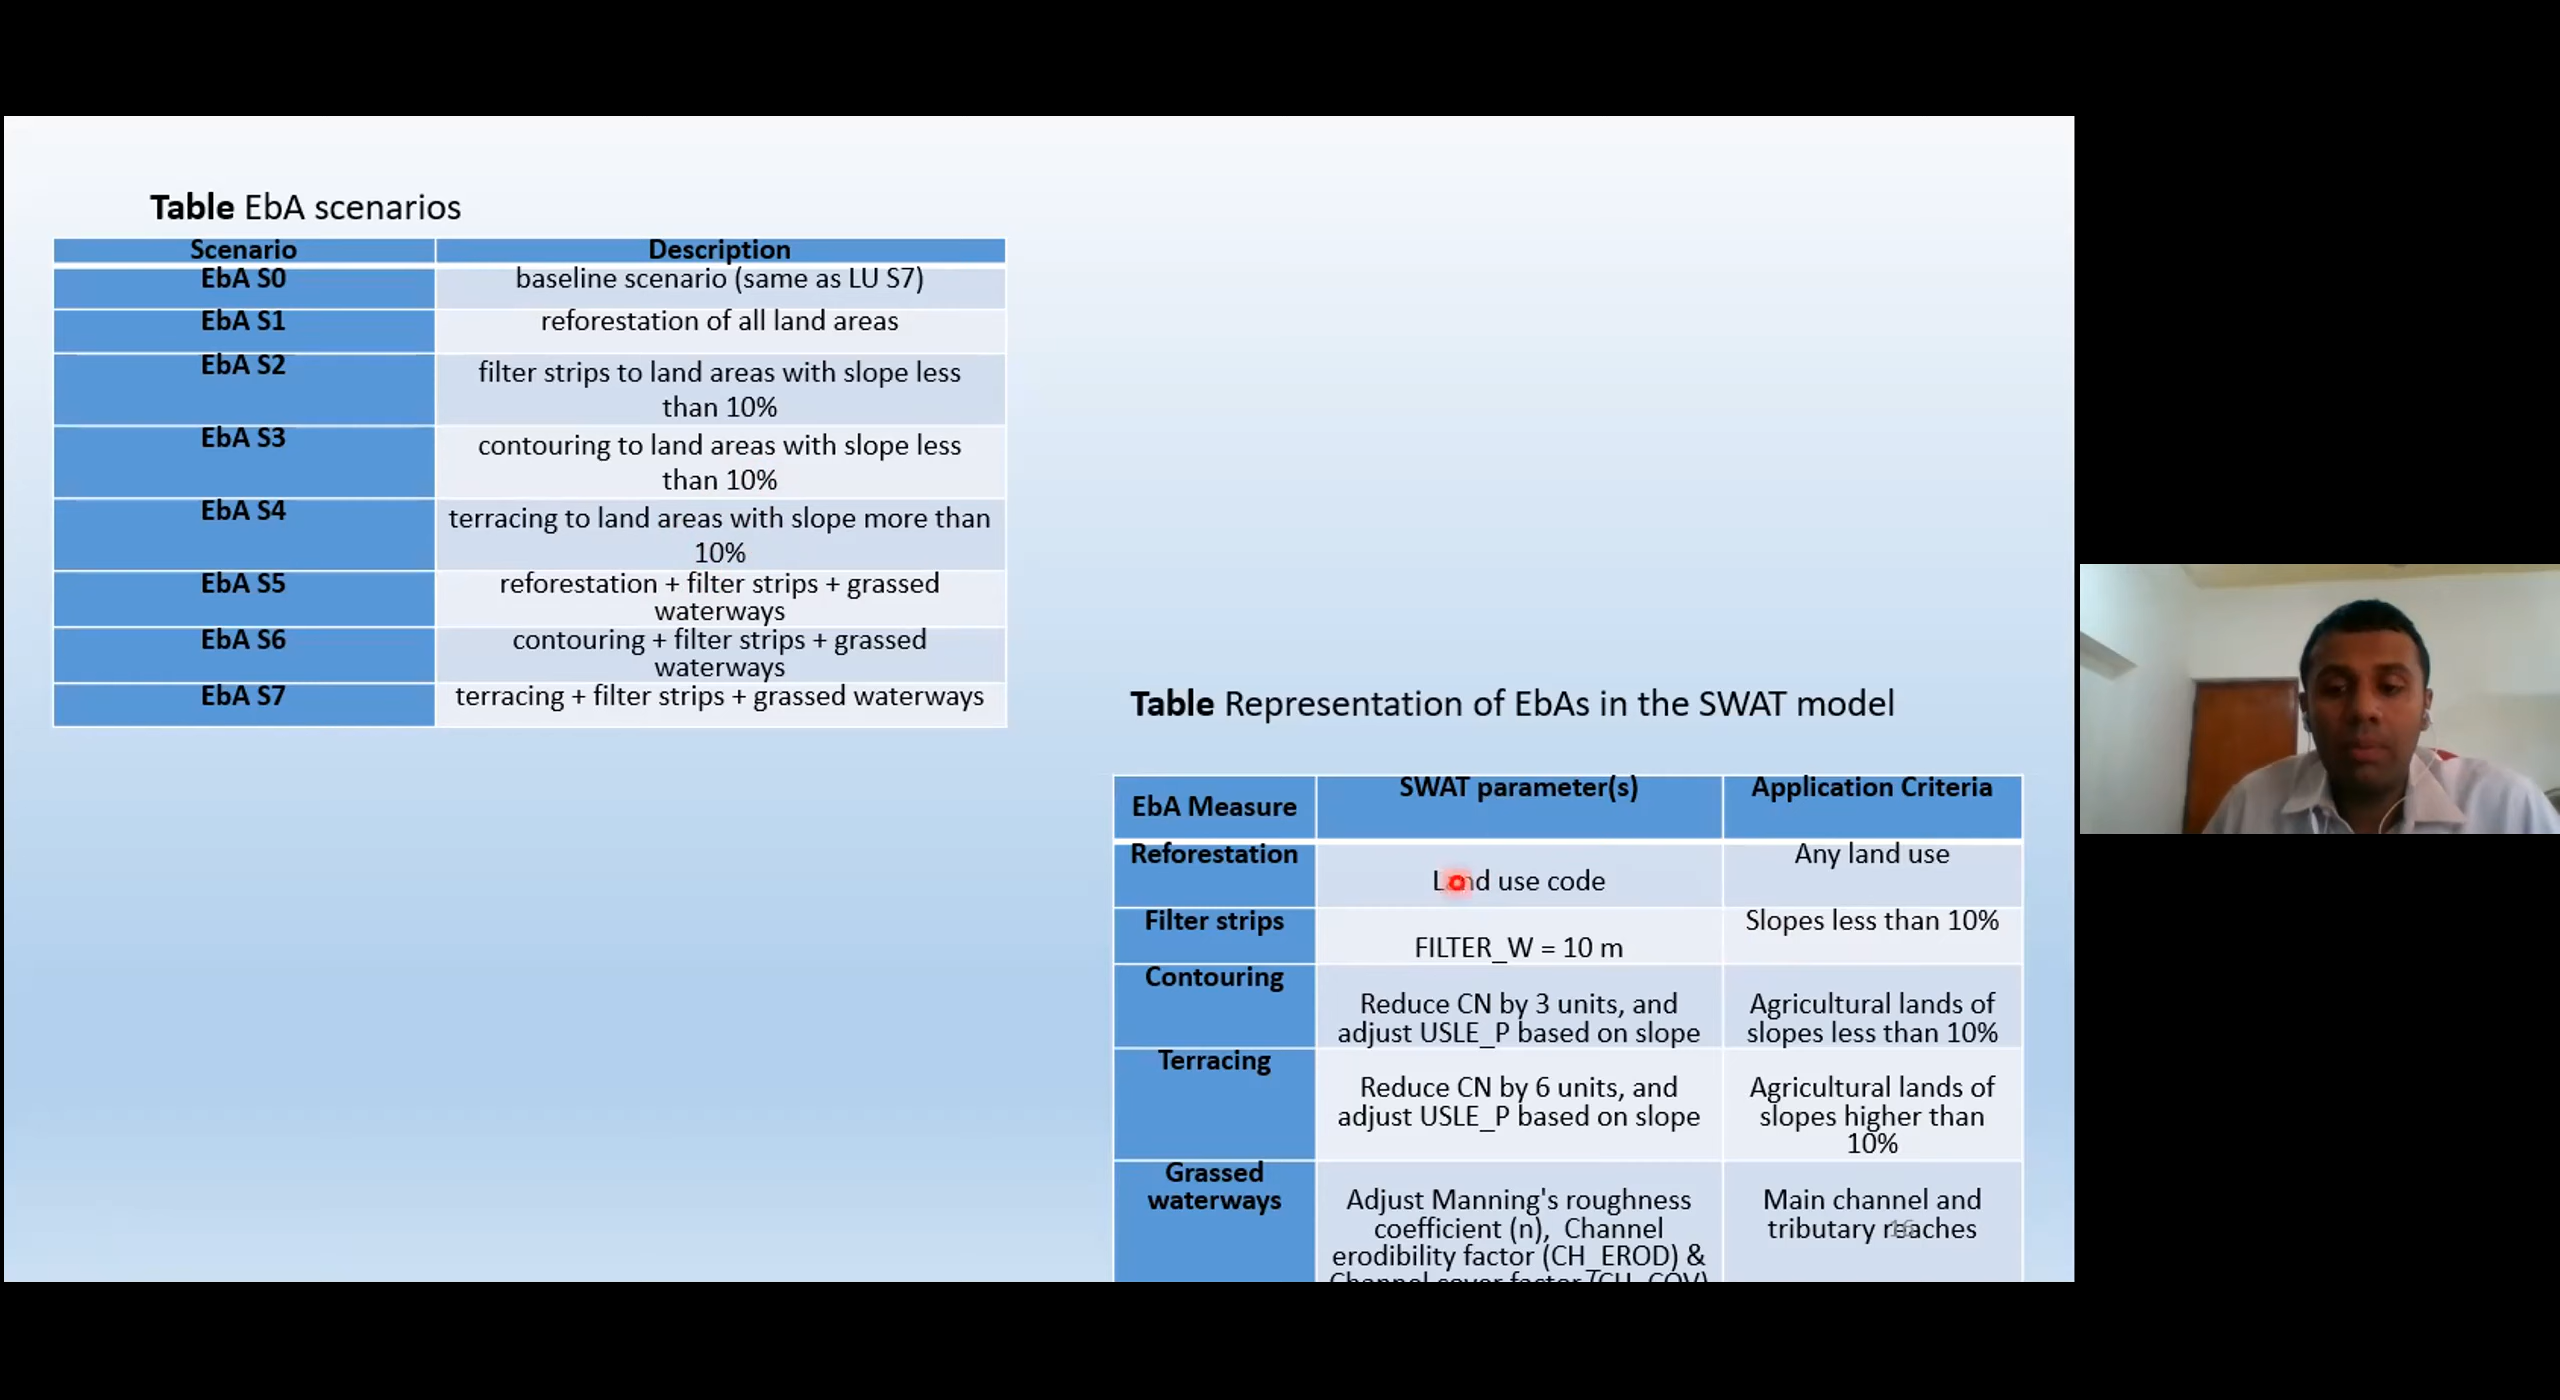 Table EbA scenarios
Scenario Description
EbA S0 baseline scenario (same as LU S7)
EbA S1 reforestation of all land areas
EbA S2 filter strips to land areas with slope less
than 10%
EbA S3 contouring to land areas with slope less
than 10%
EbA S4 terracing to land areas with slope more than
10%
EbA S5 reforestation + filter strips + grassed
waterways
EbA S6 contouring + filter strips + grassed
waterways
EbA S7 terracing + filter strips + grassed waterways
Table Representation of EbAs in the SWAT model
EbA Measure SWAT parameter(s) Application Criteria
Reforestation Land use code Any land use
Filter strips FILTER_W = 10 m Slopes less than 10%
Contouring
Reduce CN by 3 units, and Agricultural lands of
adjust USLE_P based on slope slopes less than 10%
Terracing
Reduce CN by 6 units, and Agricultural lands of
adjust USLE_P based on slope slopes higher than
10%
Grassed
waterways Adjust Manning's roughness Main channel and
coefficient (n), Channel tributary reaches
16
erodibility factor (CH_EROD) &
Channel cover factor (CH_COV)